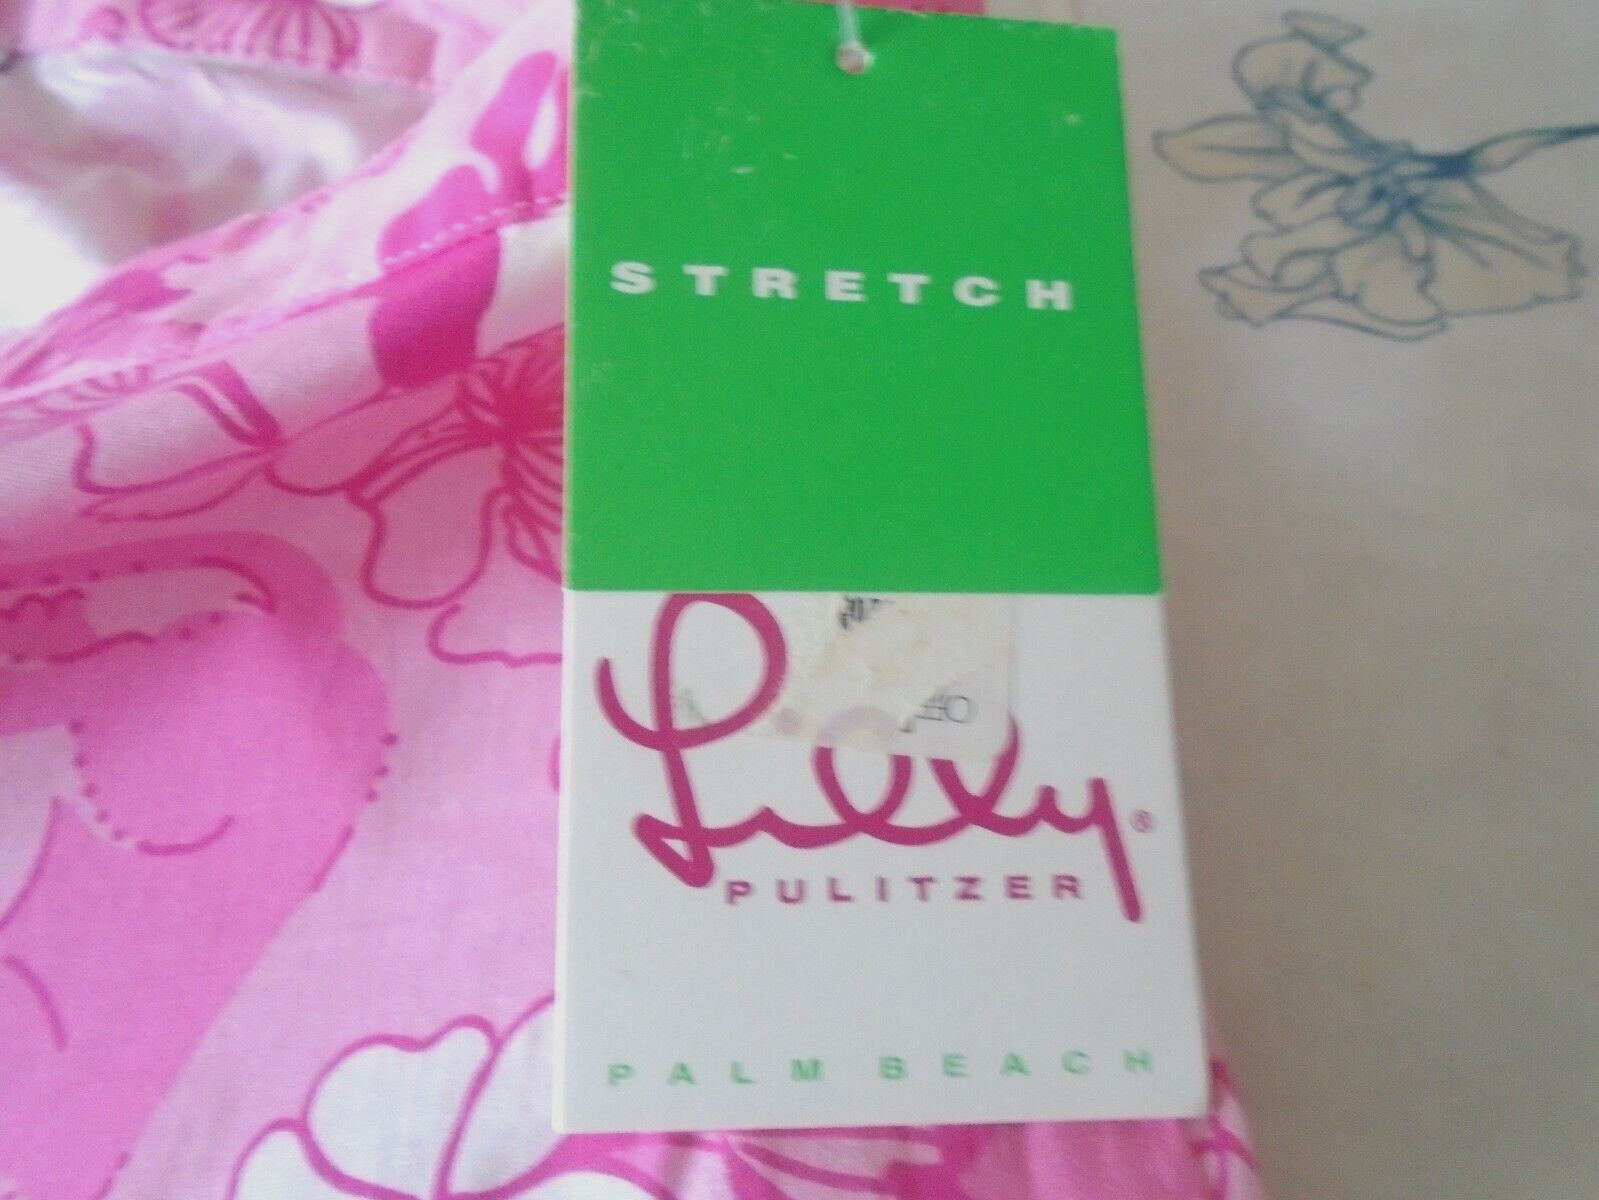 STRETCH
Lilly®
PULITZER
PALM BEACH